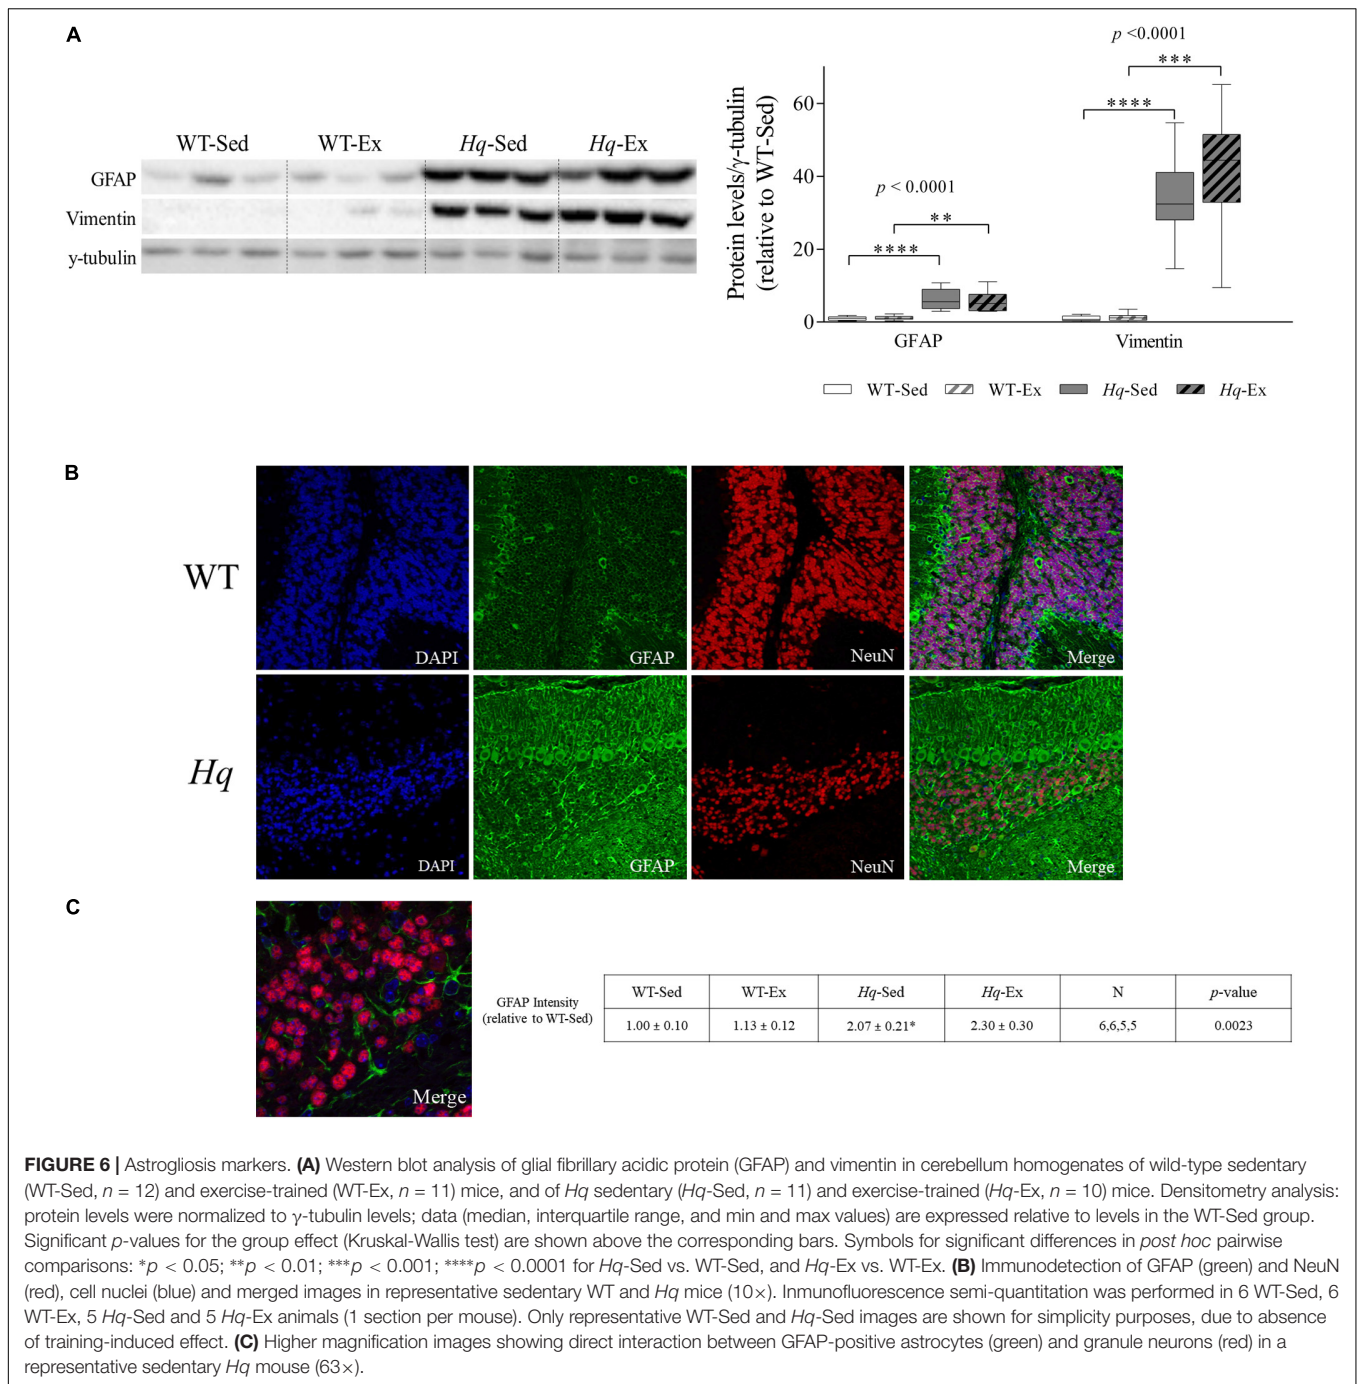 A
WT-Sed WT-Ex Hq-Sed Hq-Ex
GFAP
Vimentin
y-tubulin
Protein levels/γ-tubulin
(relative to WT-Sed)
60
40
20
0
p <0.0001
***
****
p < 0.0001
**
****
GFAP Vimentin
WT-Sed WT-Ex Hq-Sed Hq-Ex
B
WT
DAPI GFAP NeuN Merge
Hq
DAPI GFAP NeuN Merge
C
Merge
GFAP Intensity
(relative to WT-Sed)
WT-Sed WT-Ex Hq-Sed Hq-Ex N p-value
1.00 ± 0.10 1.13 ± 0.12 2.07 ± 0.21* 2.30 ± 0.30 6,6,5,5 0.0023
FIGURE 6 | Astrogliosis markers. (A) Western blot analysis of glial fibrillary acidic protein (GFAP) and vimentin in cerebellum homogenates of wild-type sedentary
(WT-Sed, n = 12) and exercise-trained (WT-Ex, n = 11) mice, and of Hq sedentary (Hq-Sed, n = 11) and exercise-trained (Hq-Ex, n = 10) mice. Densitometry analysis:
protein levels were normalized to γ-tubulin levels; data (median, interquartile range, and min and max values) are expressed relative to levels in the WT-Sed group.
Significant p-values for the group effect (Kruskal-Wallis test) are shown above the corresponding bars. Symbols for significant differences in post hoc pairwise
comparisons: *p < 0.05; **p < 0.01; ***p < 0.001; ****p < 0.0001 for Hq-Sed vs. WT-Sed, and Hq-Ex vs. WT-Ex. (B) Immunodetection of GFAP (green) and NeuN
(red), cell nuclei (blue) and merged images in representative sedentary WT and Hq mice (10×). Inmunofluorescence semi-quantitation was performed in 6 WT-Sed, 6
WT-Ex, 5 Hq-Sed and 5 Hq-Ex animals (1 section per mouse). Only representative WT-Sed and Hq-Sed images are shown for simplicity purposes, due to absence
of training-induced effect. (C) Higher magnification images showing direct interaction between GFAP-positive astrocytes (green) and granule neurons (red) in a
representative sedentary Hq mouse (63×).